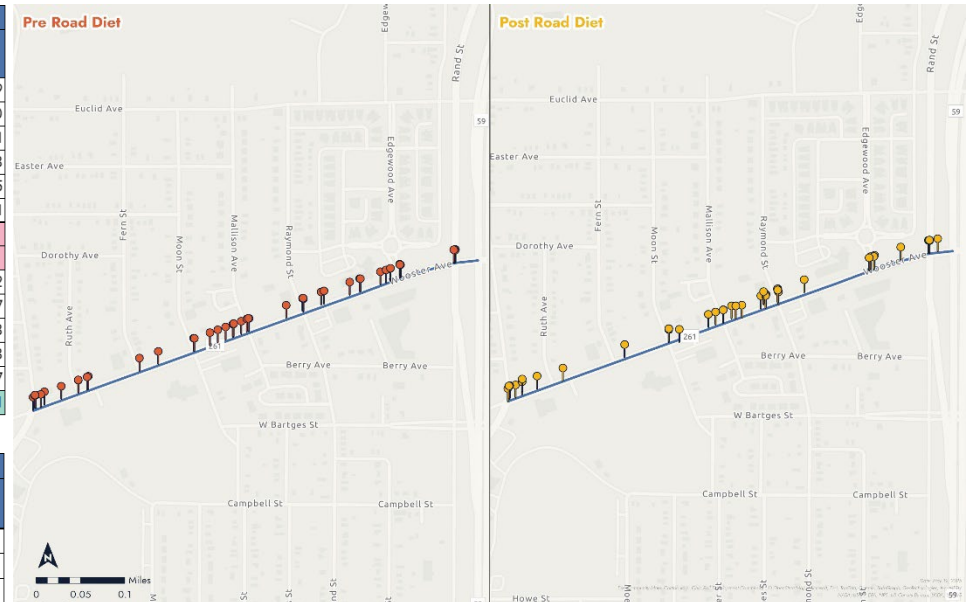 Pre Road Diet
Edgew
Rand St
Euclid Ave
59
Easter Ave
Edgewood Ave
Fern St
Moon St
Mallison Ave
Raymond St
Dorothy Ave
Wooster Ave
Ruth Ave
261
Berry Ave
Berry Ave
W Bartges St
Campbell St
Campbell St
N
Miles
0 0.05 0.1
Post Road Diet
Rand St
Euclid Ave
59
Easter Ave
Edgewood Ave
Fern St
Moon St
Mallison Ave
Raymond St
Dorothy Ave
Wooster Ave
Ruth Ave
261
Berry Ave
Berry Ave
W Bartges St
Campbell St
Campbell St
Howe St
59